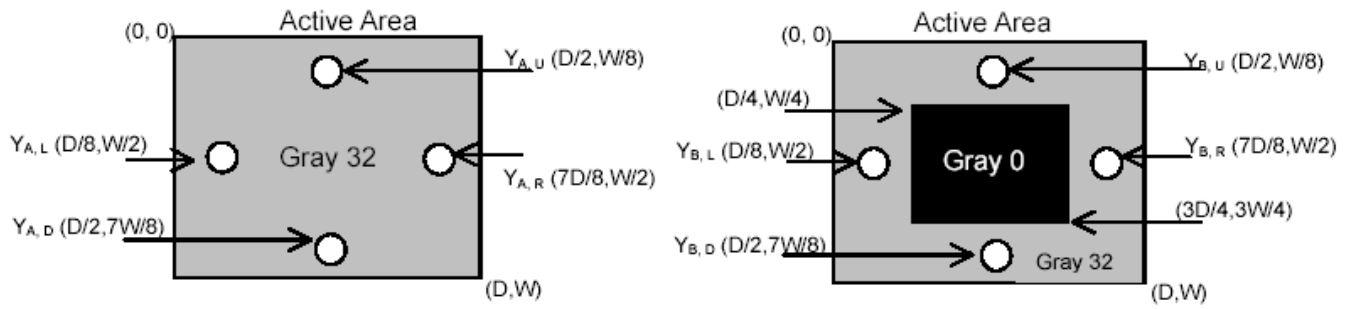 Active Area
(0, 0)
YA, U (D/2,W/8)
YA, L (D/8,W/2)
Gray 32
YA, R (7D/8,W/2)
YA, D (D/2,7W/8)
(D,W)
Active Area
(0, 0)
YB, U (D/2,W/8)
(D/4,W/4)
YB, L (D/8,W/2)
Gray 0
YB, R (7D/8,W/2)
(3D/4,3W/4)
YB, D (D/2,7W/8)
Gray 32
(D,W)